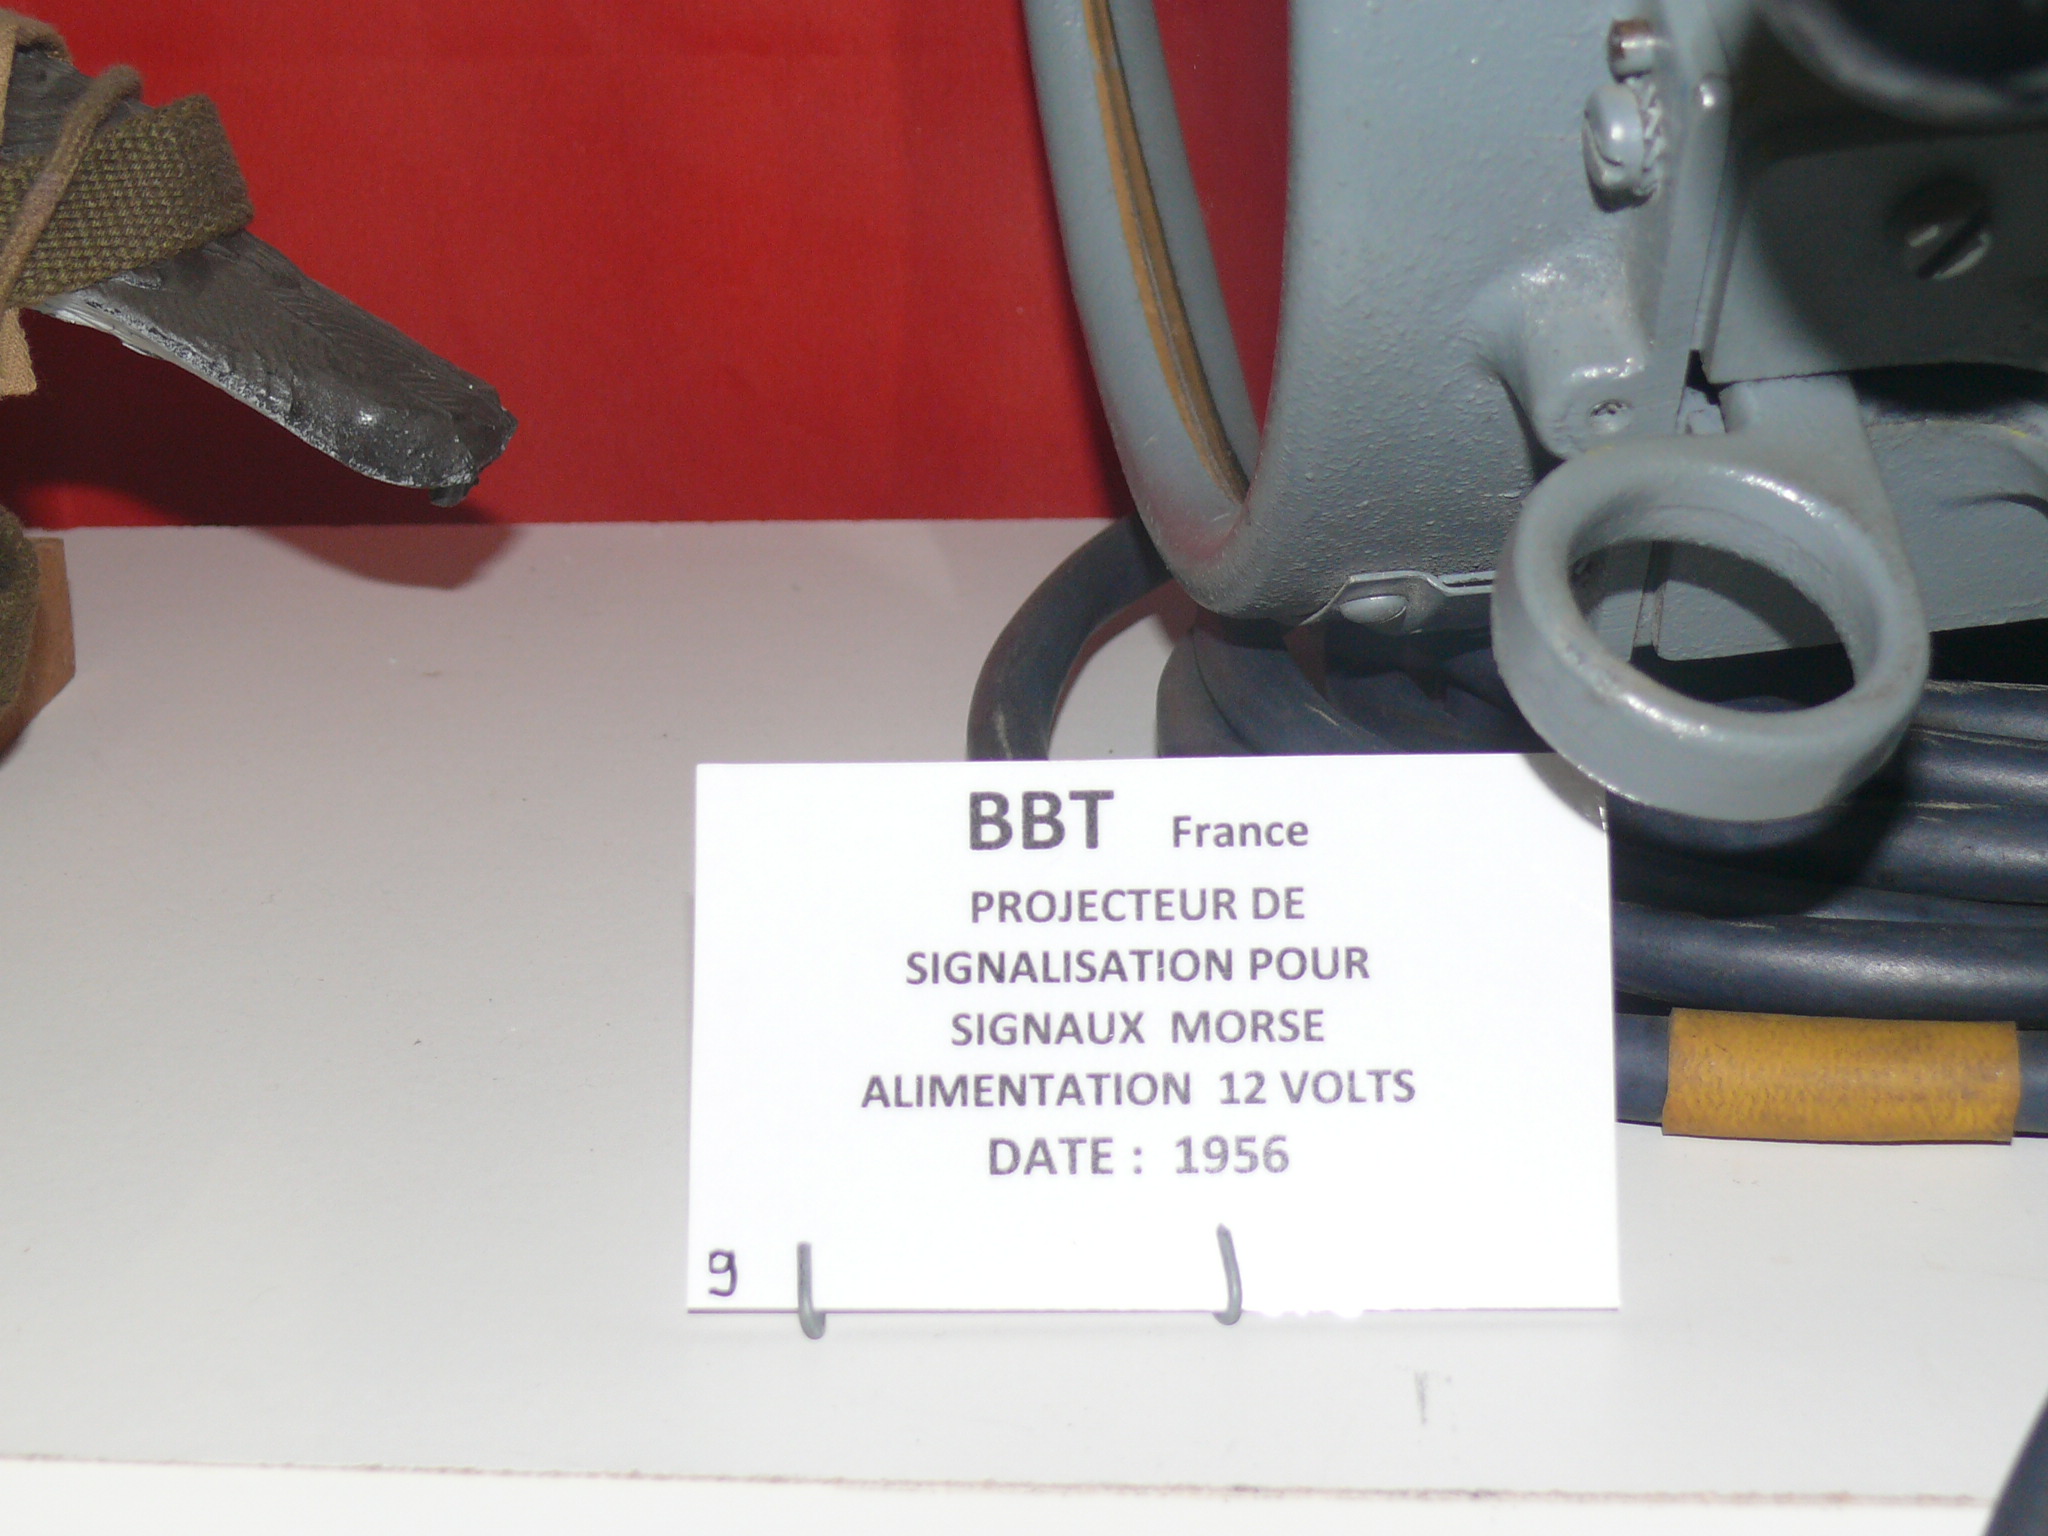 BBT France
PROJECTEUR DE
SIGNALISATION POUR
SIGNAUX MORSE
ALIMENTATION 12 VOLTS
DATE : 1956
9